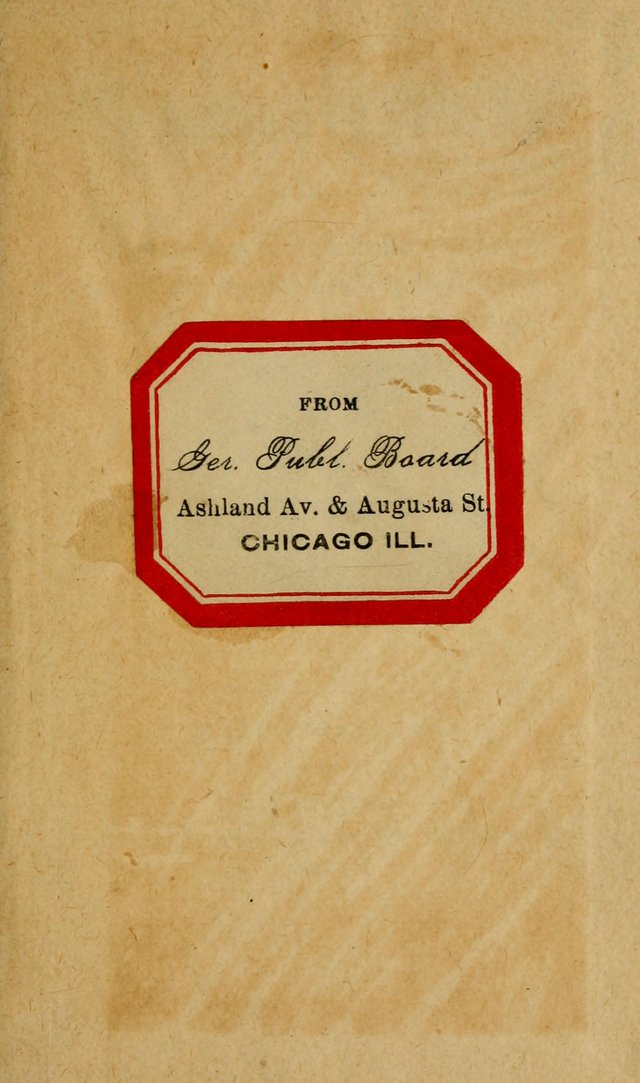 FROM
Ger. Publ. Board
Ashland Av. & Augusta St.
CHICAGO ILL.